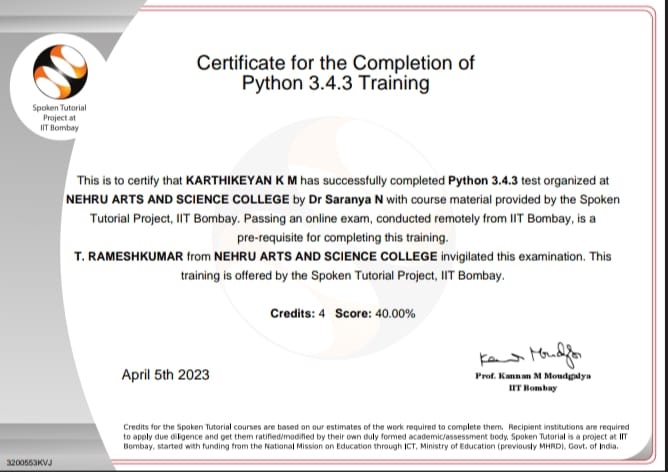 Certificate for the Completion of
Python 3.4.3 Training
Spoken Tutorial
Project at
IIT Bombay
This is to certify that KARTHIKEYAN K M has successfully completed Python 3.4.3 test organized at
NEHRU ARTS AND SCIENCE COLLEGE by Dr Saranya N with course material provided by the Spoken
Tutorial Project, IIT Bombay. Passing an online exam, conducted remotely from IIT Bombay, is a
pre-requisite for completing this training.
T. RAMESHKUMAR from NEHRU ARTS AND SCIENCE COLLEGE invigilated this examination. This
training is offered by the Spoken Tutorial Project, IIT Bombay.
Credits: 4 Score: 40.00%
April 5th 2023
Prof. Kannan M Moudgalya
IIT Bombay
Credits for the Spoken Tutorial courses are based on our estimates of the work required to complete them. Recipient institutions are required
to apply due diligence and get them ratified/modified by their own duly formed academic/assessment body. Spoken Tutorial is a project at IIT
Bombay, started with funding from the National Mission on Education through ICT, Ministry of Education (previously MHRD), Govt. of India.
3200553KVJ